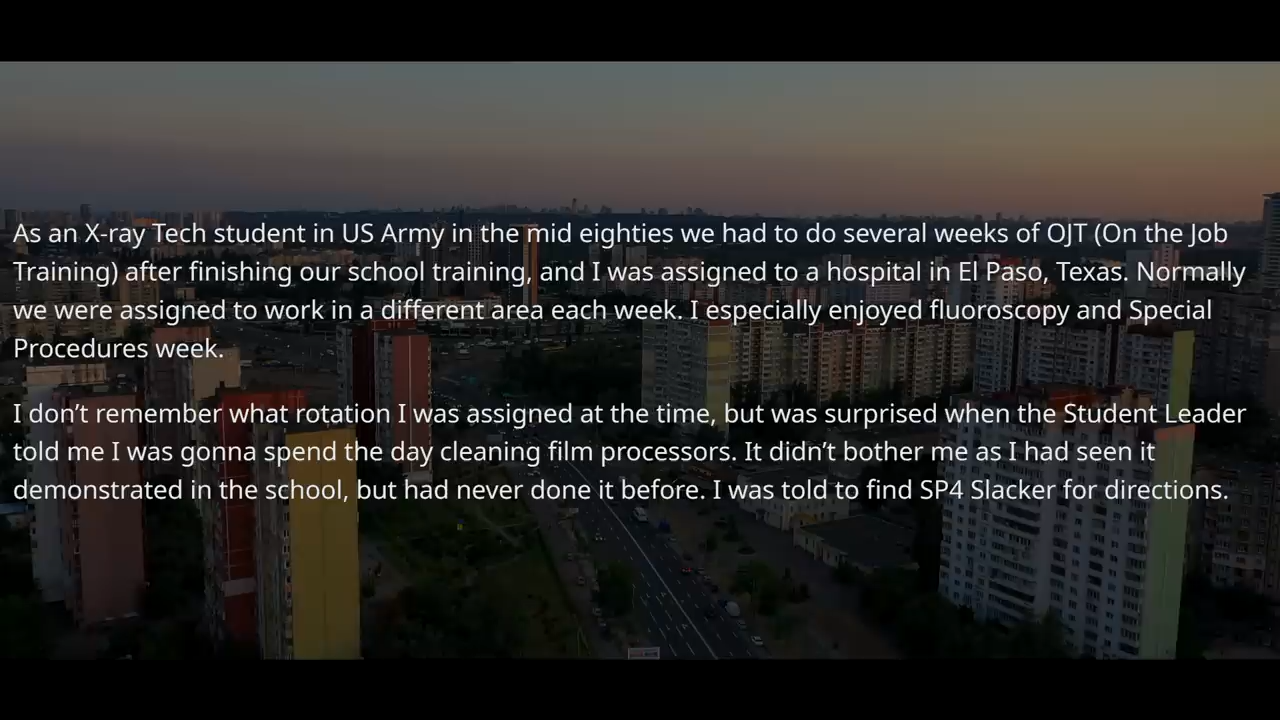 As an X-ray Tech student in US Army in the mid eighties we had to do several weeks of OJT (On the Job
Training) after finishing our school training, and I was assigned to a hospital in El Paso, Texas. Normally
we were assigned to work in a different area each week. I especially enjoyed fluoroscopy and Special
Procedures week.
I don’t remember what rotation I was assigned at the time, but was surprised when the Student Leader
told me I was gonna spend the day cleaning film processors. It didn’t bother me as I had seen it
demonstrated in the school, but had never done it before. I was told to find SP4 Slacker for directions.